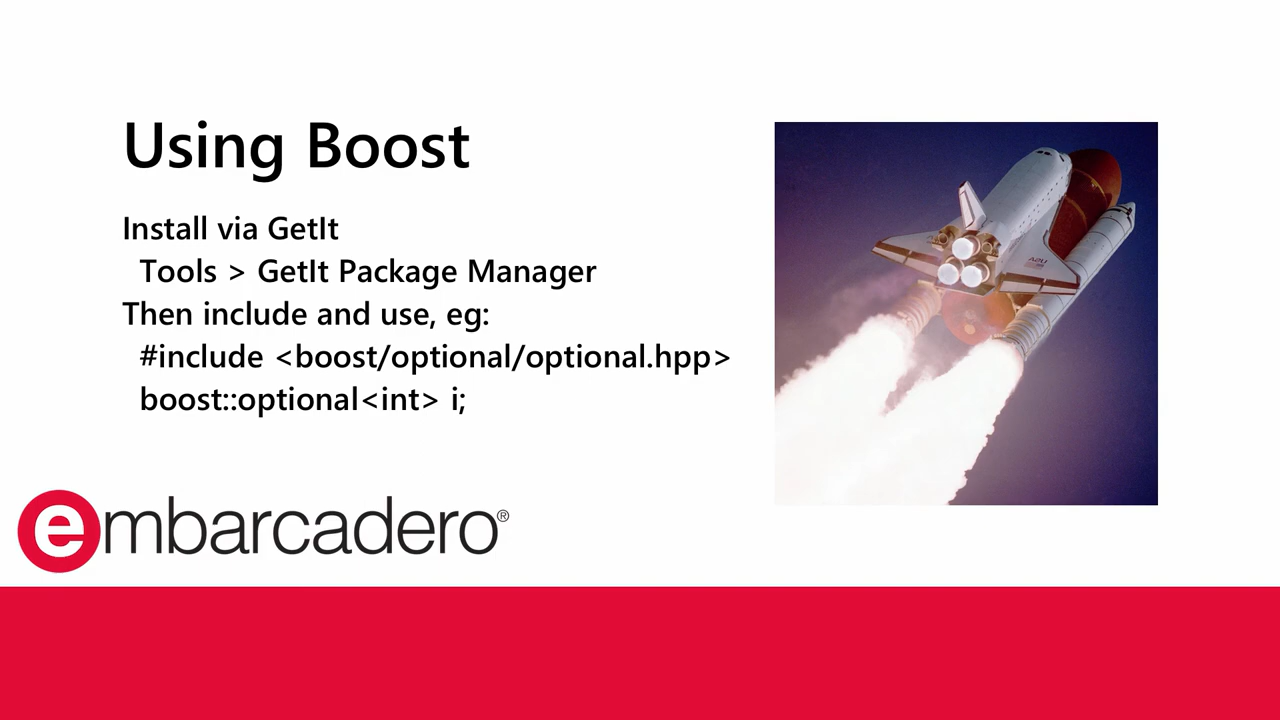 Using Boost
Install via GetIt
Tools > GetIt Package Manager
Then include and use, eg:
#include <boost/optional/optional.hpp>
boost::optional<int> i;
embarcadero®
USA